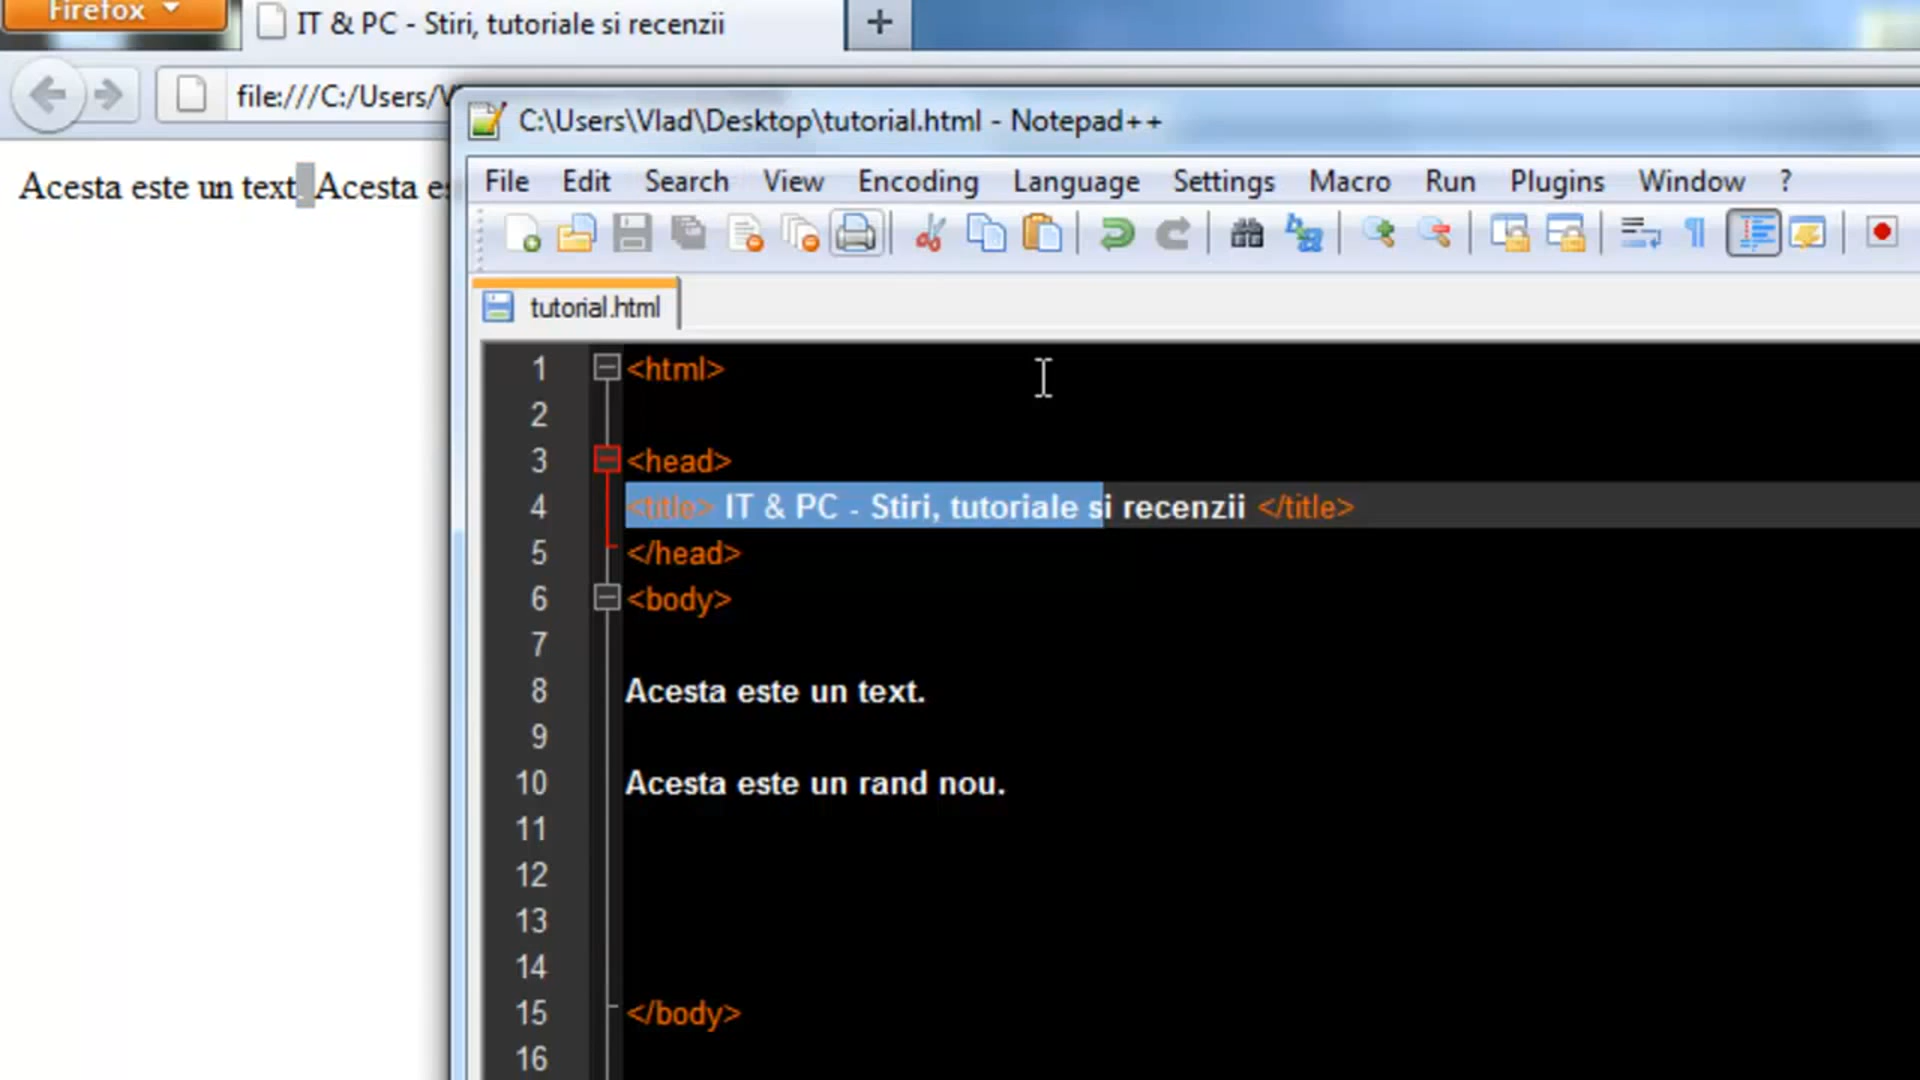 Firefox
IT & PC - Stiri, tutoriale si recenzii
file:///C:/Users/
Acesta este un text. Acesta
C:\Users\Vlad\Desktop\tutorial.html - Notepad++
File Edit Search View Encoding Language Settings Macro Run Plugins Window ?
tutorial.html
1 <html>
2
3 <head>
4 <title> IT & PC - Stiri, tutoriale si recenzii </title>
5 </head>
6 <body>
7
8 Acesta este un text.
9
10 Acesta este un rand nou.
11
12
13
14
15 </body>
16